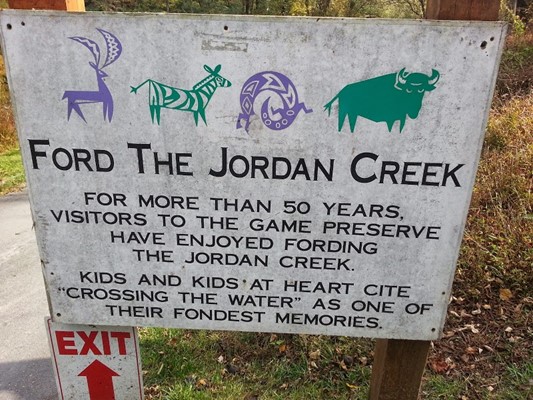 FORD THE JORDAN CREEK
FOR MORE THAN 50 YEARS,
VISITORS TO THE GAME PRESERVE
HAVE ENJOYED FORDING
THE JORDAN CREEK.
KIDS AND KIDS AT HEART CITE
"CROSSING THE WATER" AS ONE OF
THEIR FONDEST MEMORIES.
EXIT